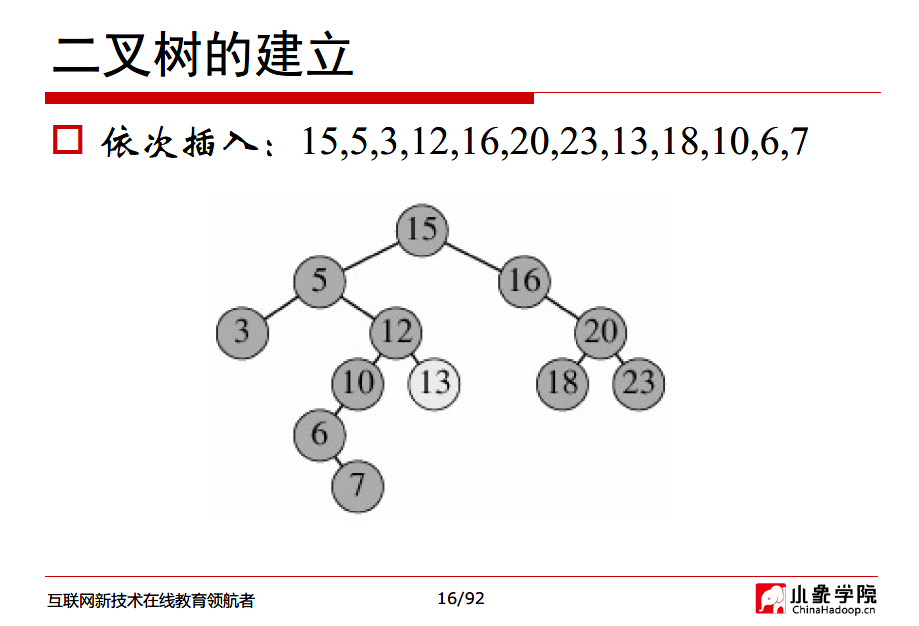 二叉树的建立
依次插入：15,5,3,12,16,20,23,13,18,10,6,7
15
5
16
3
12
20
10
13
18
23
6
7
互联网新技术在线教育领航者
16/92
小象学院
ChinaHadoop.cn